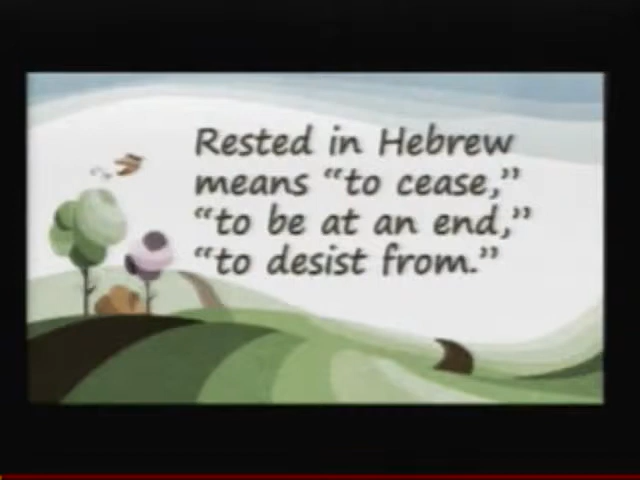 Rested in Hebrew
means “to cease,”
“to be at an end,”
“to desist from.”